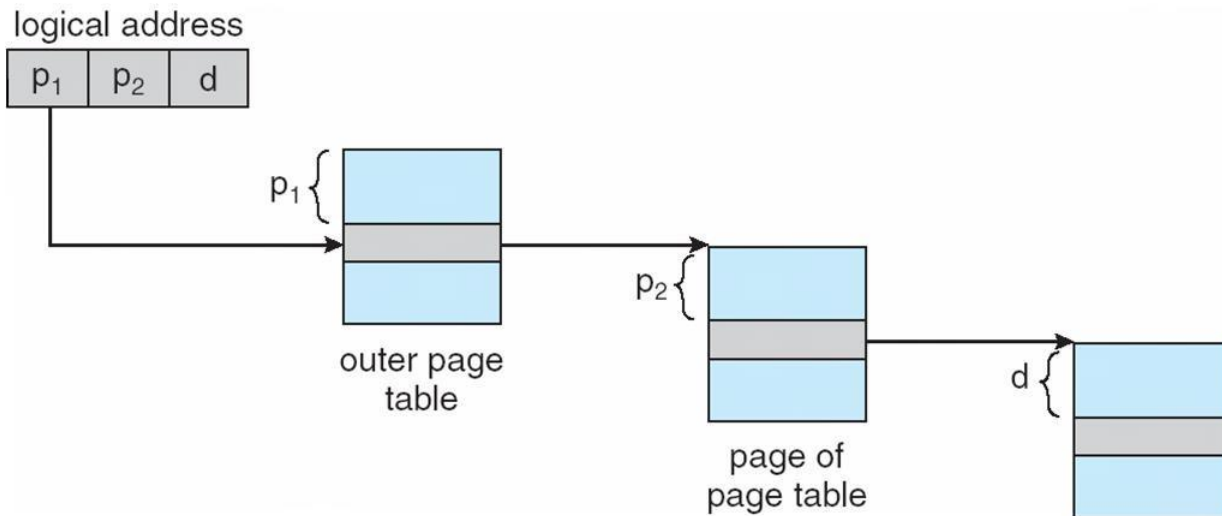 logical address
p₁ p₂ d
p₁
p₂
d
outer page
table
page of
page table